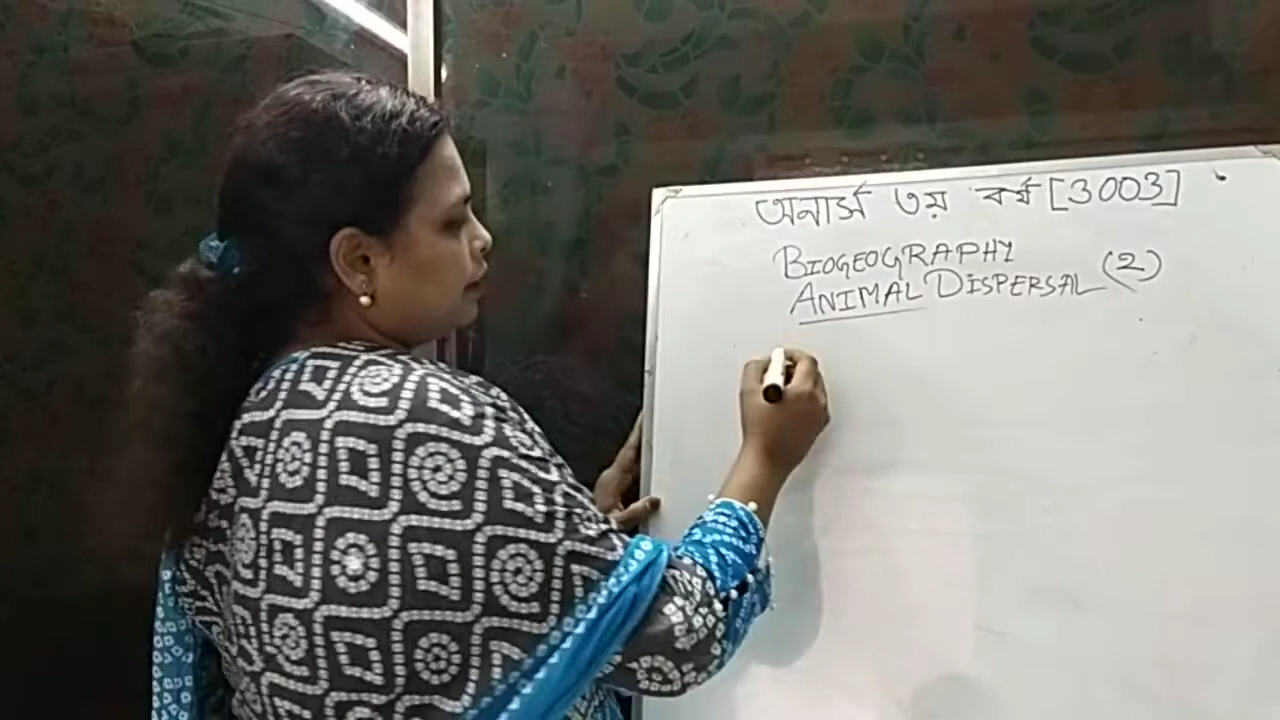 অনার্স ৩য় বর্ষ [3003]
BIOGEOGRAPHY
ANIMAL DISPERSAL (2)